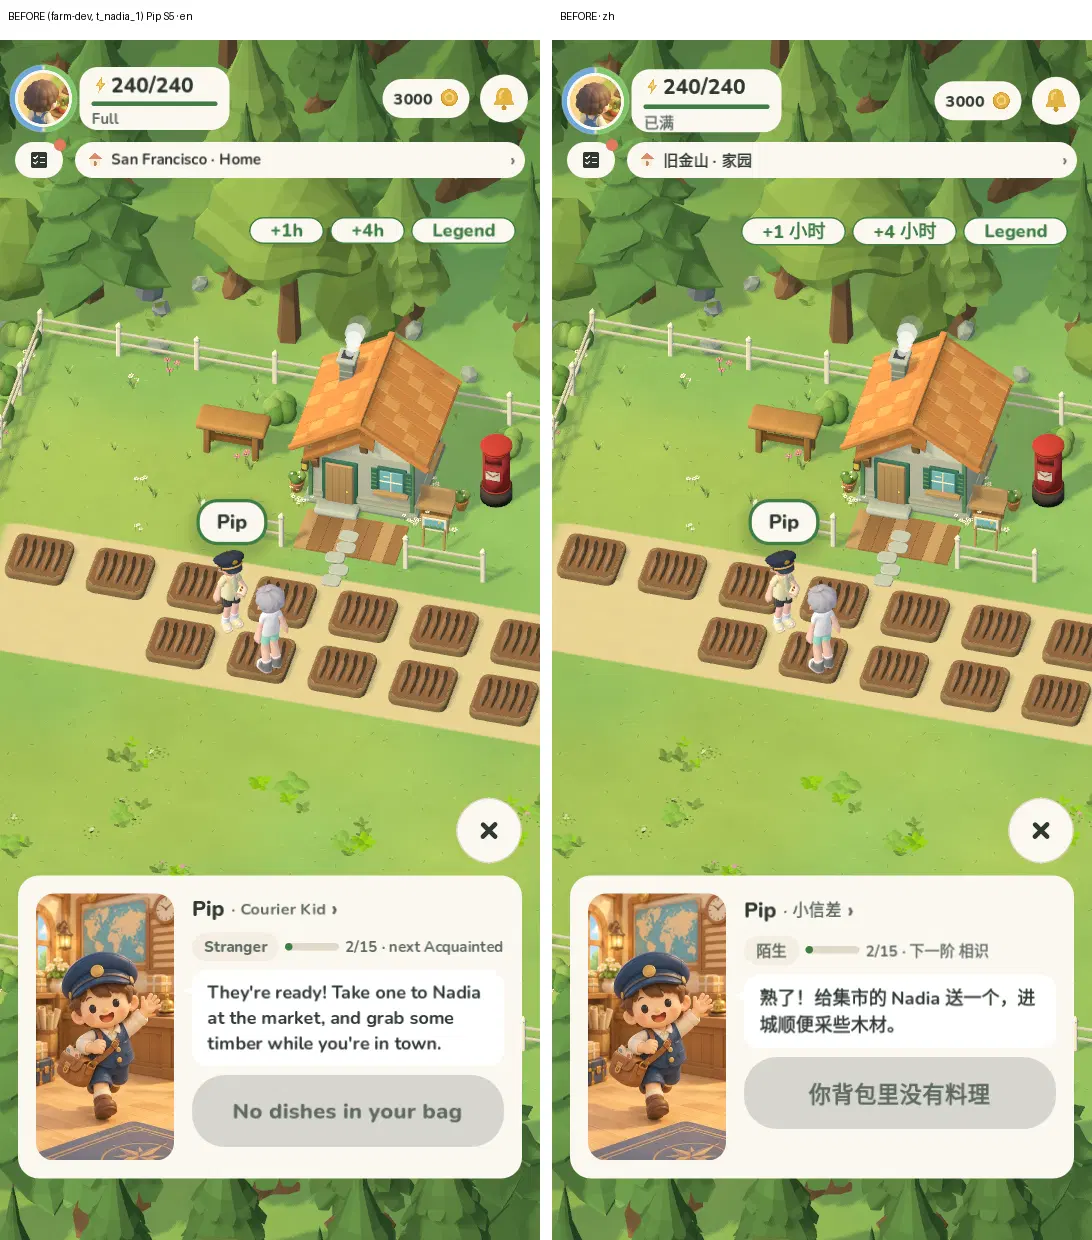 BEFORE (farm-dev, t_nadia_1) Pip S5 · en
240/240
Full
3000
San Francisco · Home ›
+1h
+4h
Legend
Pip
Pip · Courier Kid ›
Stranger
2/15 · next Acquainted
They're ready! Take one to Nadia
at the market, and grab some
timber while you're in town.
No dishes in your bag
BEFORE · zh
240/240
已满
3000
旧金山 · 家园 ›
+1 小时
+4 小时
Legend
Pip
Pip · 小信差 ›
陌生
2/15 · 下一阶 相识
熟了！给集市的 Nadia 送一个，进
城顺便采些木材。
你背包里没有料理